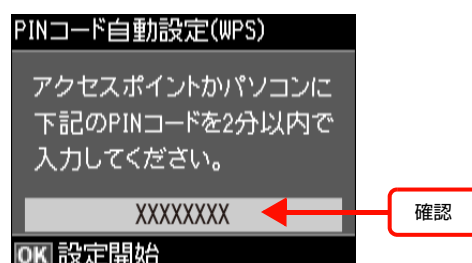 PINコード自動設定(WPS)
アクセスポイントかパソコンに
下記のPINコードを2分以内で
入力してください。
XXXXXXXX
確認
OK 設定開始